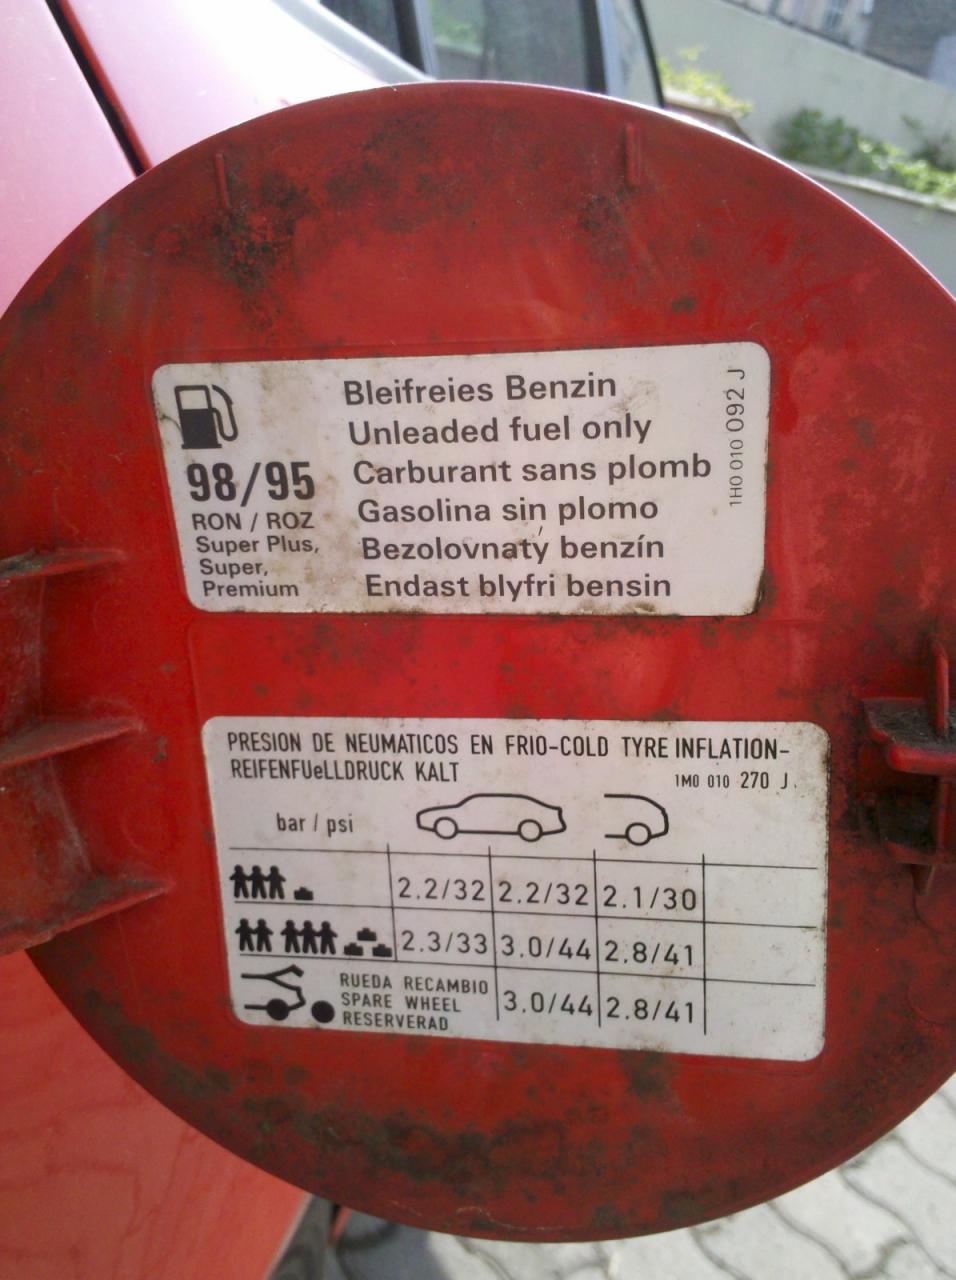 Bleifreies Benzin
Unleaded fuel only
98/95 Carburant sans plomb
RON / ROZ Gasolina sin plomo
Super Plus, Bezolovnatý benzín
Super,
Premium Endast blyfri bensin
1H0 010 092 J
PRESION DE NEUMATICOS EN FRIO-COLD TYRE INFLATION-
REIFENFUeLLDRUCK KALT 1M0 010 270 J
bar / psi
2.2/32 2.2/32 2.1/30
2.3/33 3.0/44 2.8/41
RUEDA RECAMBIO
SPARE WHEEL 3.0/44 2.8/41
RESERVERAD